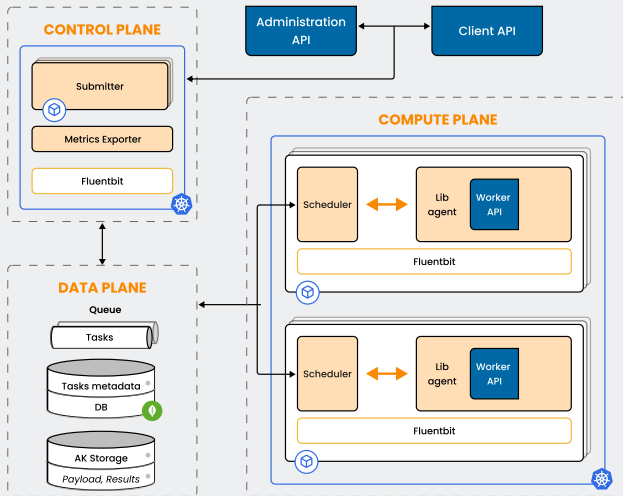 CONTROL PLANE
Submitter
Metrics Exporter
Fluentbit
Administration
API
Client API
COMPUTE PLANE
Scheduler
Lib
agent
Worker
API
Fluentbit
Scheduler
Lib
agent
Worker
API
Fluentbit
DATA PLANE
Queue
Tasks
Tasks metadata
DB
AK Storage
Payload, Results